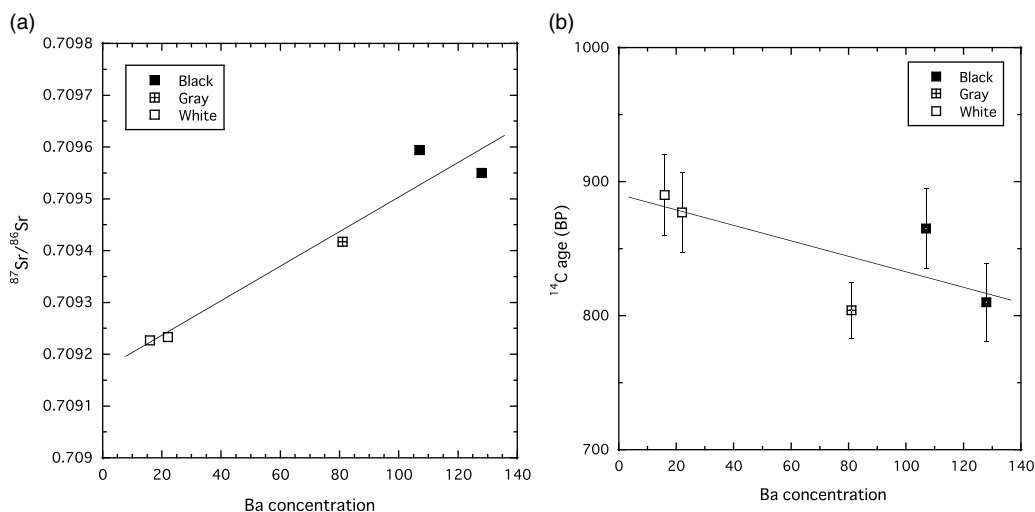 (a)
0.7098
0.7097
0.7096
0.7095
0.7094
0.7093
0.7092
0.7091
0.709
⁸⁷Sr/⁸⁶Sr
Black
Gray
White
0 20 40 60 80 100 120 140
Ba concentration
(b)
1000
900
800
700
¹⁴C age (BP)
Black
Gray
White
0 20 40 60 80 100 120 140
Ba concentration